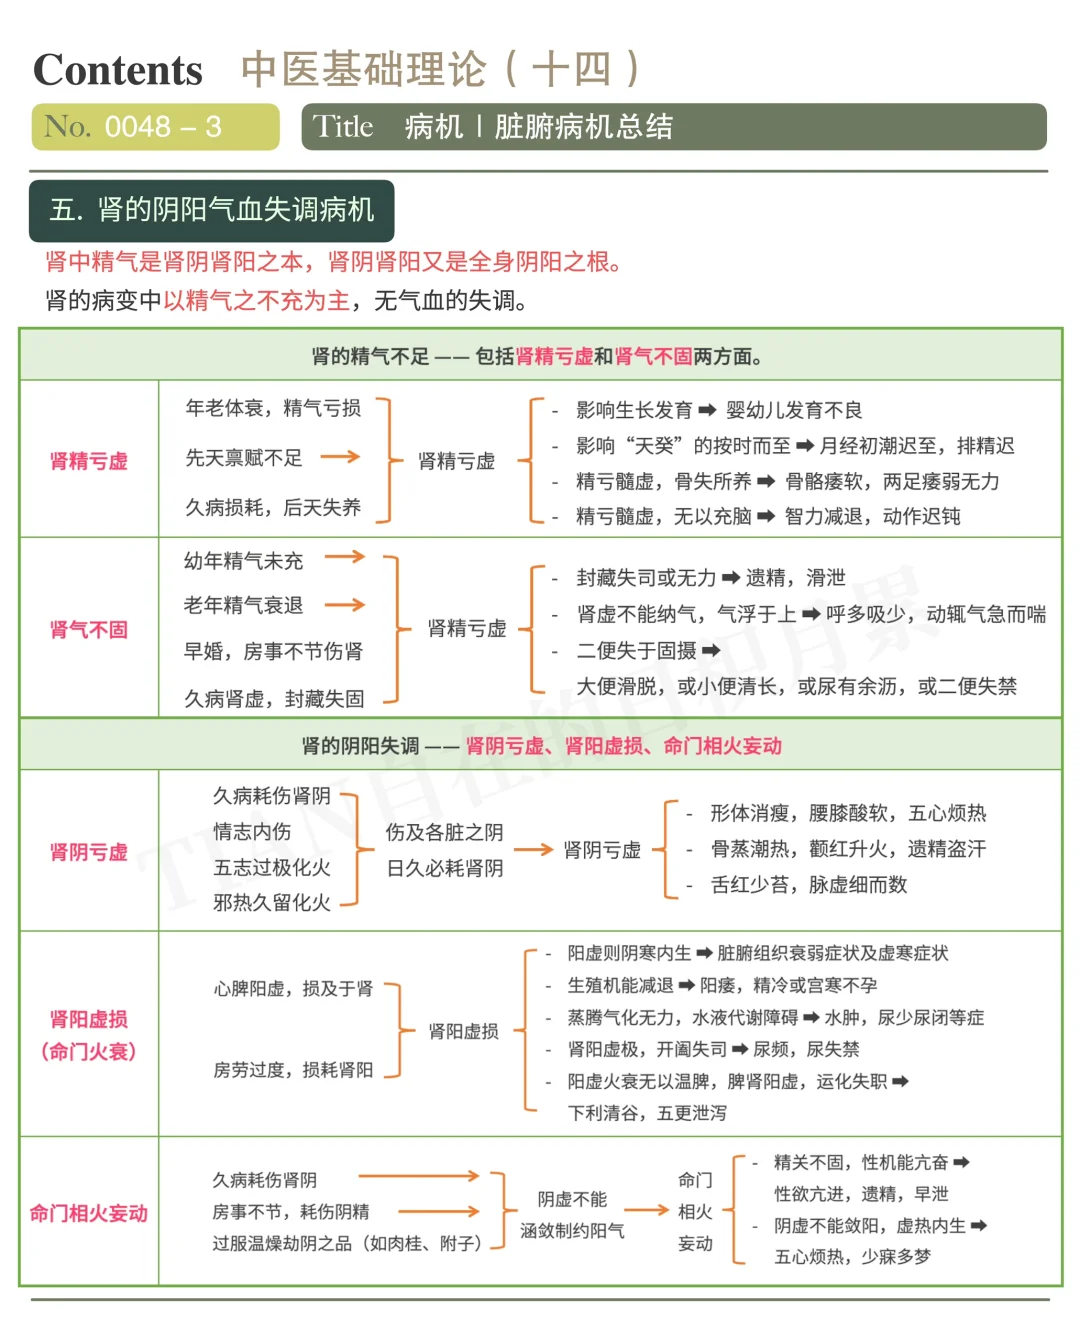 Contents 中医基础理论（十四）
No. 0048 – 3 Title 病机丨脏腑病机总结
五. 肾的阴阳气血失调病机
肾中精气是肾阴肾阳之本，肾阴肾阳又是全身阴阳之根。
肾的病变中以精气之不充为主，无气血的失调。
肾的精气不足 —— 包括肾精亏虚和肾气不固两方面。
肾精亏虚
年老体衰，精气亏损
先天禀赋不足
久病损耗，后天失养
肾精亏虚
- 影响生长发育➡ 婴幼儿发育不良
- 影响“天癸”的按时而至➡月经初潮迟至，排精迟
- 精亏髓虚，骨失所养➡ 骨骼痿软，两足痿弱无力
- 精亏髓虚，无以充脑➡ 智力减退，动作迟钝
肾气不固
幼年精气未充
老年精气衰退
早婚，房事不节伤肾
久病肾虚，封藏失固
肾精亏虚
- 封藏失司或无力➡遗精，滑泄
- 肾虚不能纳气，气浮于上➡呼多吸少，动辄气急而喘
- 二便失于固摄➡
大便滑脱，或小便清长，或尿有余沥，或二便失禁
肾的阴阳失调 —— 肾阴亏虚、肾阳虚损、命门相火妄动
肾阴亏虚
久病耗伤肾阴
情志内伤
五志过极化火
邪热久留化火
伤及各脏之阴
日久必耗肾阴
肾阴亏虚
- 形体消瘦，腰膝酸软，五心烦热
- 骨蒸潮热，颧红升火，遗精盗汗
- 舌红少苔，脉虚细而数
肾阳虚损
（命门火衰）
心脾阳虚，损及于肾
房劳过度，损耗肾阳
肾阳虚损
- 阳虚则阴寒内生➡脏腑组织衰弱症状及虚寒症状
- 生殖机能减退➡阳痿，精冷或宫寒不孕
- 蒸腾气化无力，水液代谢障碍➡水肿，尿少尿闭等症
- 肾阳虚极，开阖失司➡尿频，尿失禁
- 阳虚火衰无以温脾，脾肾阳虚，运化失职➡
下利清谷，五更泄泻
命门相火妄动
久病耗伤肾阴
房事不节，耗伤阴精
过服温燥劫阴之品（如肉桂、附子）
阴虚不能
涵敛制约阳气
命门
相火
妄动
- 精关不固，性机能亢奋➡
性欲亢进，遗精，早泄
- 阴虚不能敛阳，虚热内生➡
五心烦热，少寐多梦
TIAN自在的日积月累